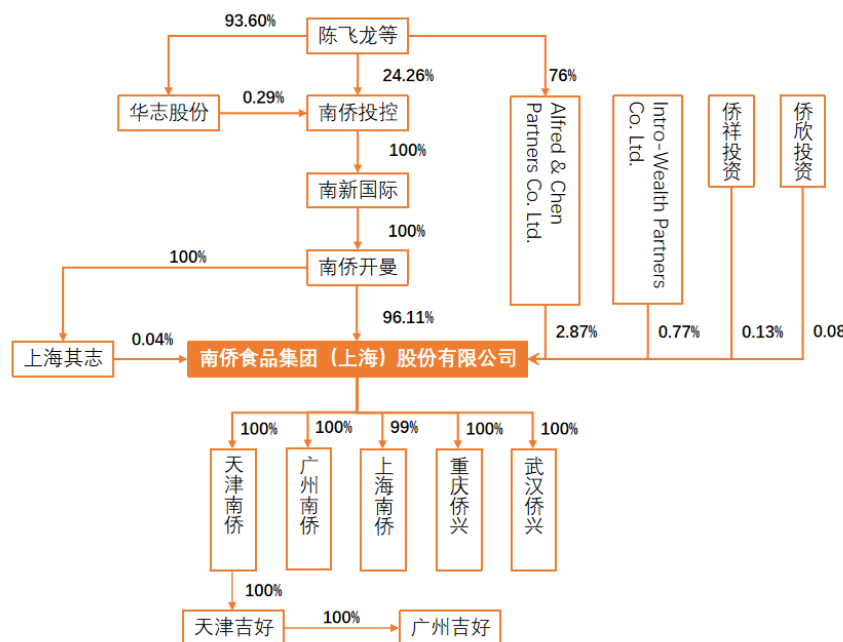 93.60%
陈飞龙等
24.26%
76%
华志股份
0.29%
南侨投控
Alfred & Chen
Partners Co. Ltd.
Intro-Wealth Partners
Co. Ltd.
侨祥投资
侨欣投资
100%
南新国际
100%
南侨开曼
100%
96.11%
2.87%
0.77%
0.13%
0.08
上海其志
0.04%
南侨食品集团（上海）股份有限公司
100%
100%
99%
100%
100%
天津南侨
广州南侨
上海南侨
重庆侨兴
武汉侨兴
100%
天津吉好
100%
广州吉好